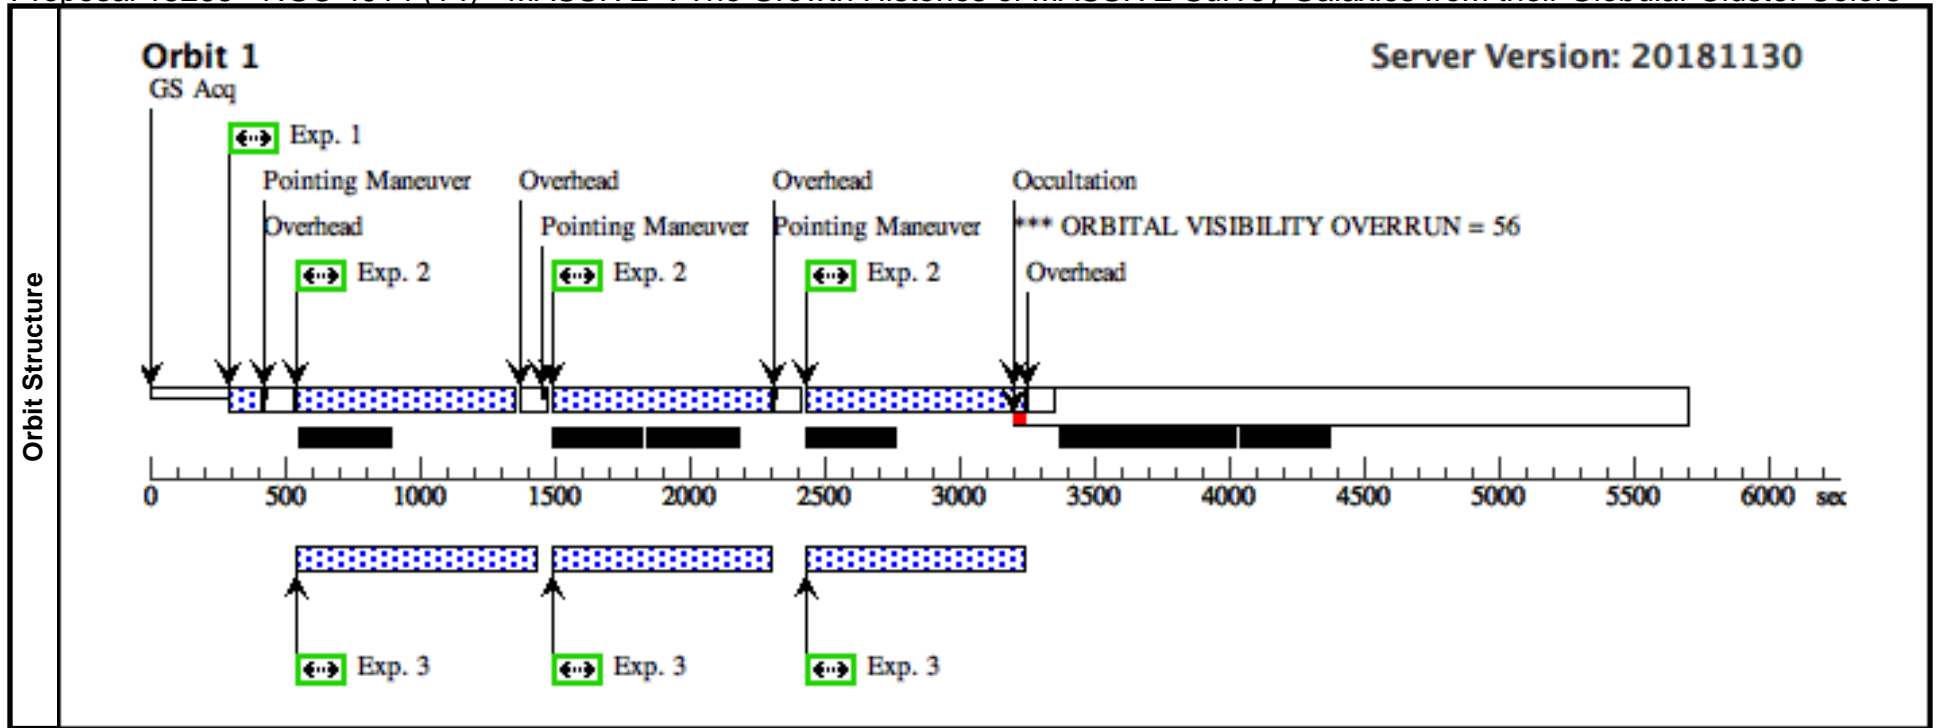 Orbit 1
Server Version: 20181130
GS Acq
Exp. 1
Pointing Maneuver Overhead Overhead Occultation
Overhead Pointing Maneuver Pointing Maneuver *** ORBITAL VISIBILITY OVERRUN = 56
Exp. 2 Exp. 2 Exp. 2 Overhead
Orbit Structure
0 500 1000 1500 2000 2500 3000 3500 4000 4500 5000 5500 6000 sec
Exp. 3 Exp. 3 Exp. 3